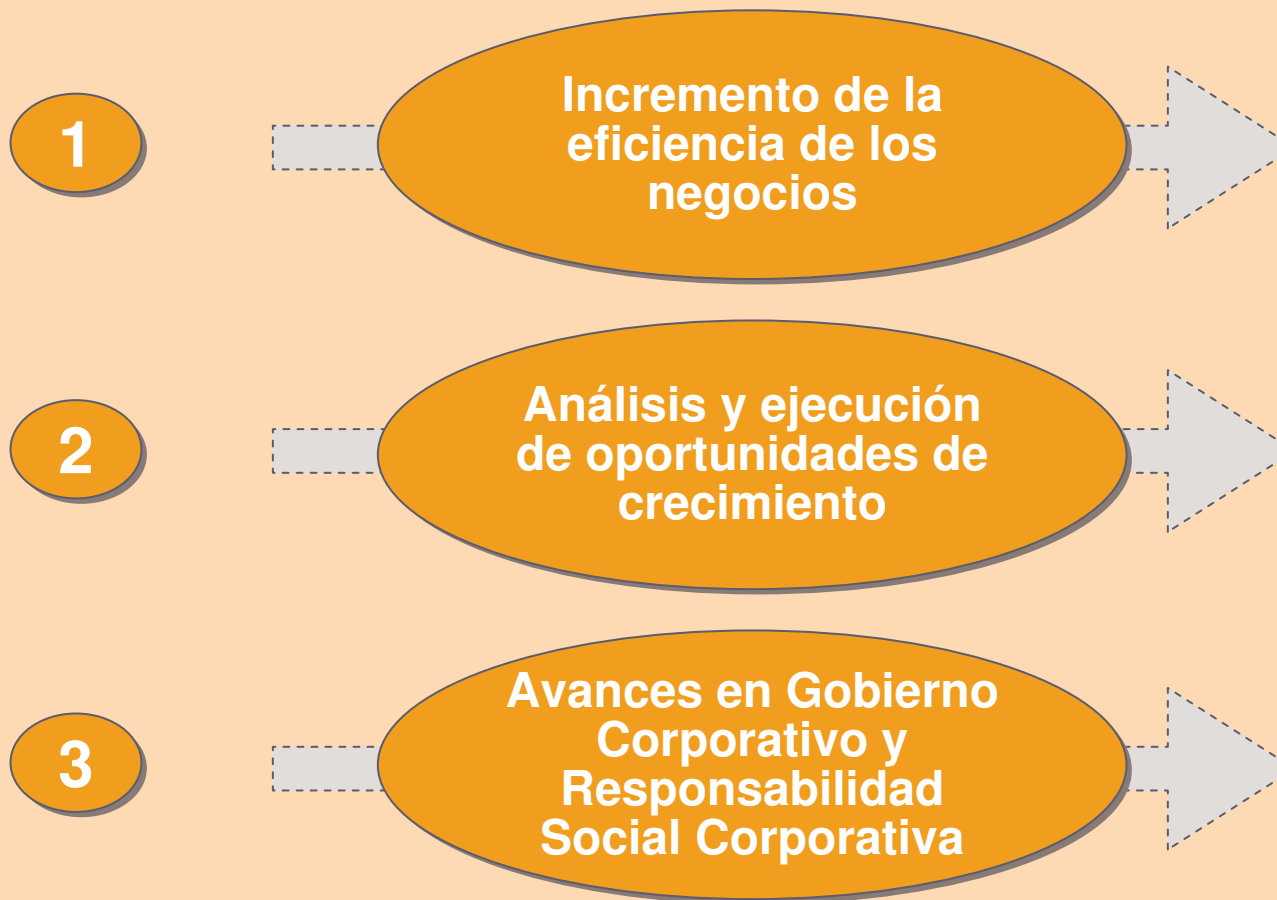 1
Incremento de la
eficiencia de los
negocios
2
Análisis y ejecución
de oportunidades de
crecimiento
3
Avances en Gobierno
Corporativo y
Responsabilidad
Social Corporativa